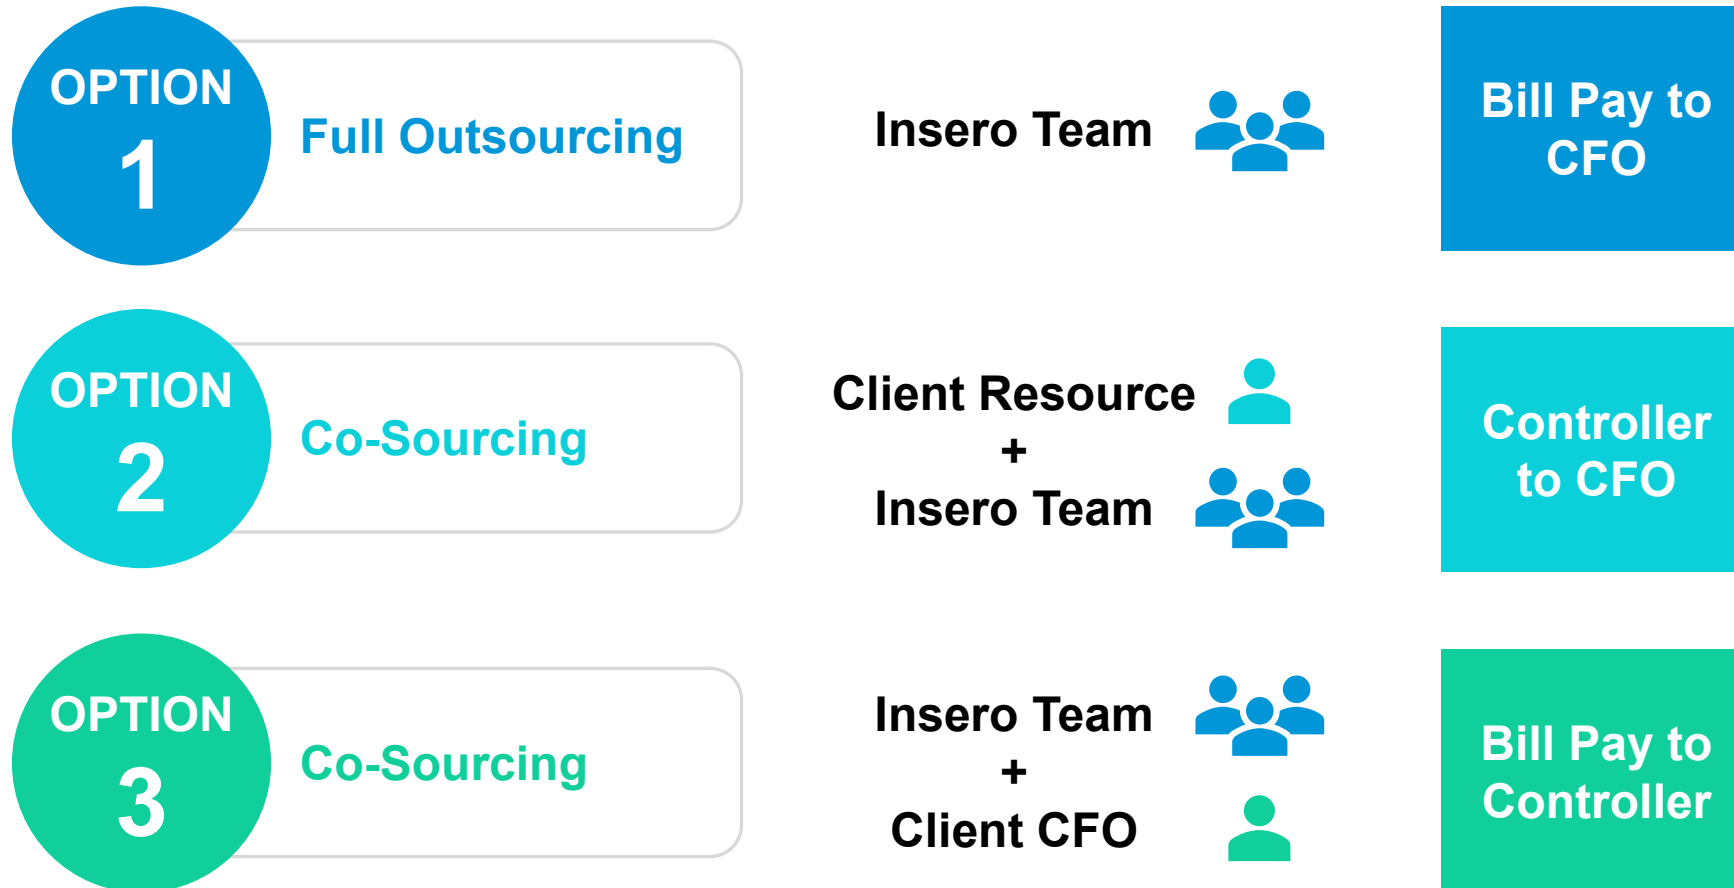 OPTION
1
Full Outsourcing
Insero Team
Bill Pay to
CFO
OPTION
2
Co-Sourcing
Client Resource
+
Insero Team
Controller
to CFO
OPTION
3
Co-Sourcing
Insero Team
+
Client CFO
Bill Pay to
Controller